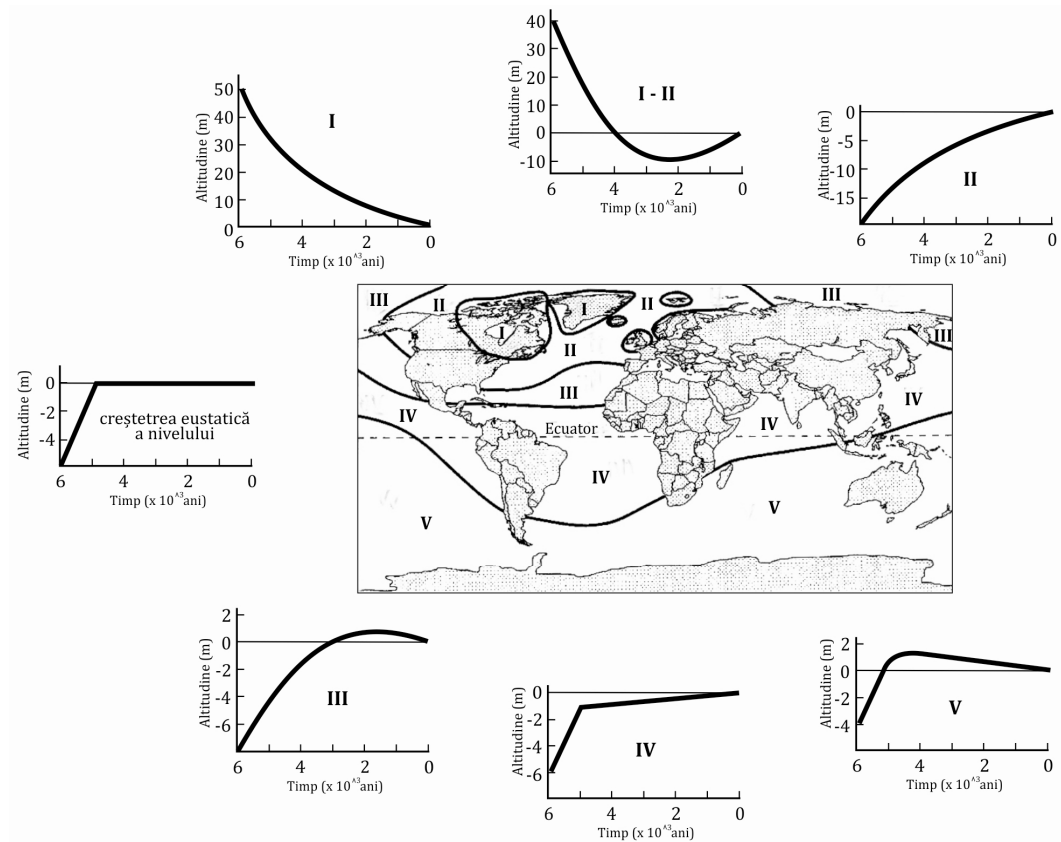 40
30
20
10
0
-10
Altitudine (m)
I - II
6 4 2 0
Timp (x 10^3ani)
50
40
30
20
10
0
Altitudine (m)
I
6 4 2 0
Timp (x 10^3ani)
0
-5
-10
-15
Altitudine (m)
II
6 4 2 0
Timp (x 10^3ani)
III II I I II III
I
II
III
III
IV IV IV
Ecuator
IV
V V
0
-2
-4
Altitudine (m)
creștetrea eustatică
a nivelului
6 4 2 0
Timp (x 10^3ani)
2
0
-2
-4
-6
Altitudine (m)
III
6 4 2 0
Timp (x 10^3ani)
0
-2
-4
-6
Altitudine (m)
IV
6 4 2 0
Timp (x 10^3ani)
2
0
-2
-4
Altitudine (m)
V
6 4 2 0
Timp (x 10^3ani)